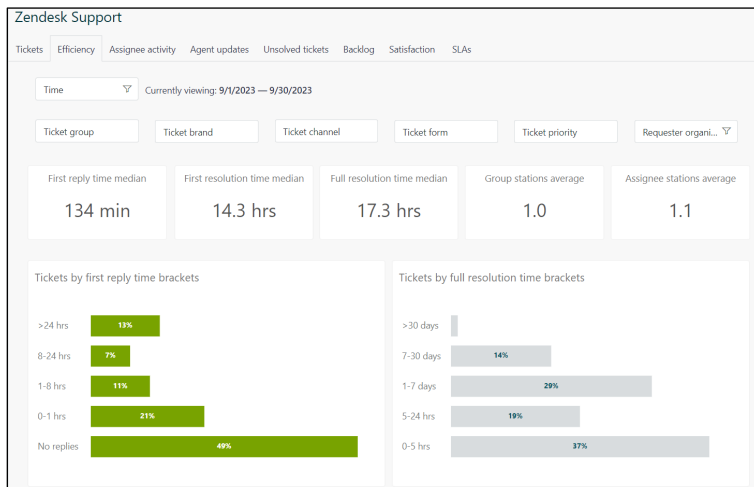 Zendesk Support
Tickets Efficiency Assignee activity Agent updates Unsolved tickets Backlog Satisfaction SLAs
Time Currently viewing: 9/1/2023 — 9/30/2023
Ticket group Ticket brand Ticket channel Ticket form Ticket priority Requester organi...
First reply time median First resolution time median Full resolution time median Group stations average Assignee stations average
134 min 14.3 hrs 17.3 hrs 1.0 1.1
Tickets by first reply time brackets
>24 hrs 13%
8-24 hrs 7%
1-8 hrs 11%
0-1 hrs 21%
No replies 49%
Tickets by full resolution time brackets
>30 days
7-30 days 14%
1-7 days 29%
5-24 hrs 19%
0-5 hrs 37%